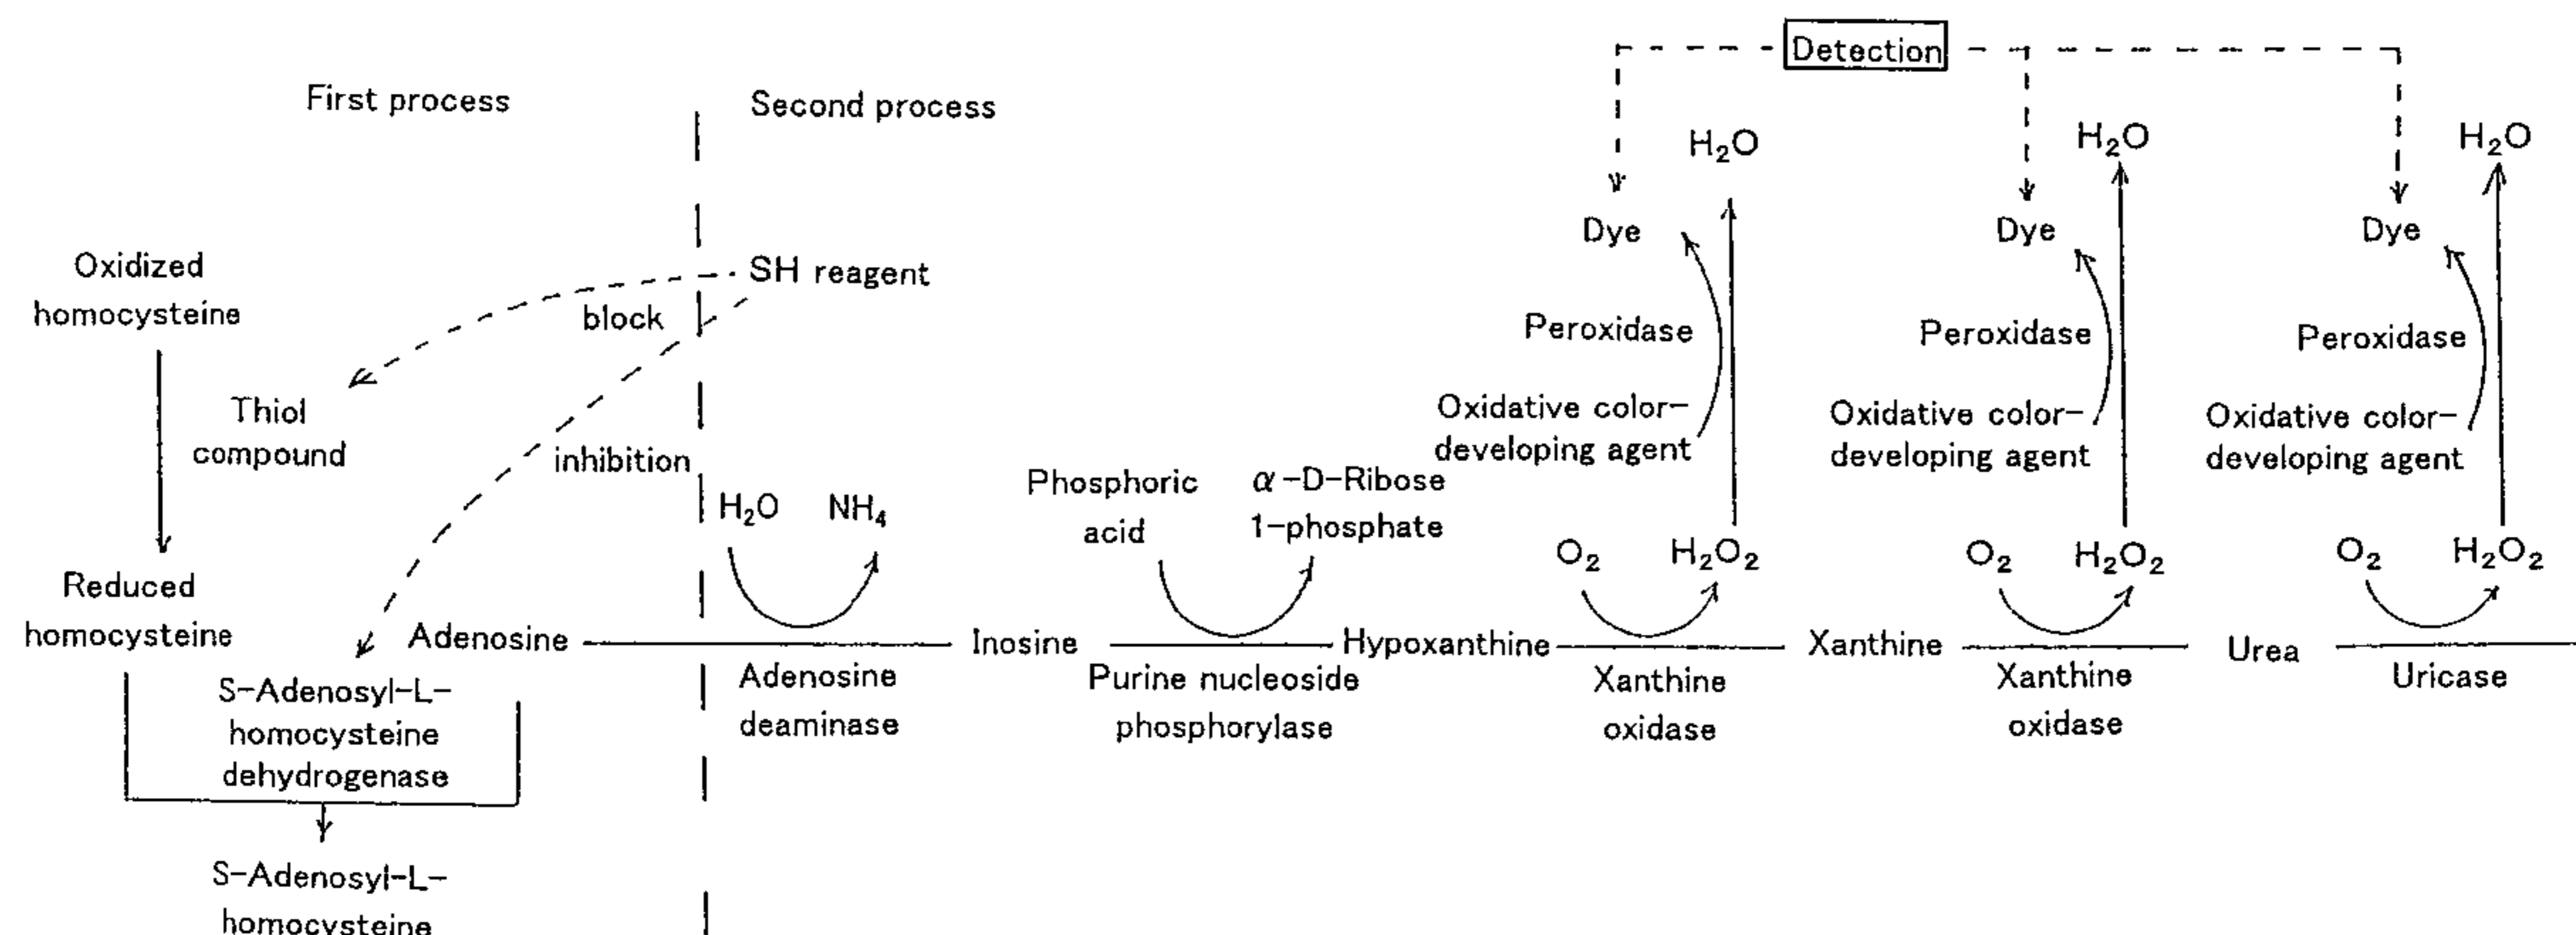 Detection
First process
Second process
H₂O
H₂O
H₂O
Dye
Dye
Dye
Oxidized
homocysteine
SH reagent
block
Peroxidase
Peroxidase
Peroxidase
Thiol
compound
Oxidative color-
developing agent
Oxidative color-
developing agent
Oxidative color-
developing agent
inhibition
H₂O
NH₄
Phosphoric
acid
α-D-Ribose
1-phosphate
O₂
H₂O₂
O₂
H₂O₂
O₂
H₂O₂
Reduced
homocysteine
Adenosine
Inosine
Hypoxanthine
Xanthine
Urea
S-Adenosyl-L-
homocysteine
dehydrogenase
Adenosine
deaminase
Purine nucleoside
phosphorylase
Xanthine
oxidase
Xanthine
oxidase
Uricase
S-Adenosyl-L-
homocysteine